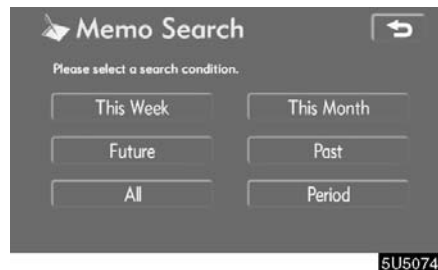 Memo Search
Please select a search condition.
This Week
This Month
Future
Past
All
Period
5U5074